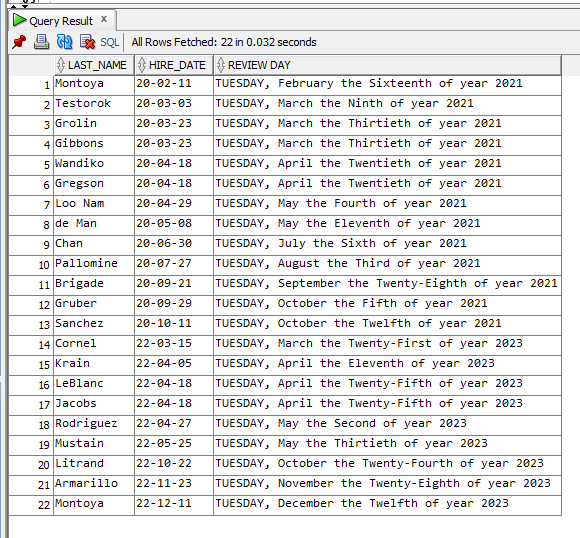 Query Result x
SQL | All Rows Fetched: 22 in 0.032 seconds
LAST_NAME HIRE_DATE REVIEW DAY
1 Montoya 20-02-11 TUESDAY, February the Sixteenth of year 2021
2 Testorok 20-03-03 TUESDAY, March the Ninth of year 2021
3 Grolin 20-03-23 TUESDAY, March the Thirtieth of year 2021
4 Gibbons 20-03-23 TUESDAY, March the Thirtieth of year 2021
5 Wandiko 20-04-18 TUESDAY, April the Twentieth of year 2021
6 Gregson 20-04-18 TUESDAY, April the Twentieth of year 2021
7 Loo Nam 20-04-29 TUESDAY, May the Fourth of year 2021
8 de Man 20-05-08 TUESDAY, May the Eleventh of year 2021
9 Chan 20-06-30 TUESDAY, July the Sixth of year 2021
10 Pallomine 20-07-27 TUESDAY, August the Third of year 2021
11 Brigade 20-09-21 TUESDAY, September the Twenty-Eighth of year 2021
12 Gruber 20-09-29 TUESDAY, October the Fifth of year 2021
13 Sanchez 20-10-11 TUESDAY, October the Twelfth of year 2021
14 Cornel 22-03-15 TUESDAY, March the Twenty-First of year 2023
15 Krain 22-04-05 TUESDAY, April the Eleventh of year 2023
16 LeBlanc 22-04-18 TUESDAY, April the Twenty-Fifth of year 2023
17 Jacobs 22-04-18 TUESDAY, April the Twenty-Fifth of year 2023
18 Rodriguez 22-04-27 TUESDAY, May the Second of year 2023
19 Mustain 22-05-25 TUESDAY, May the Thirtieth of year 2023
20 Litrand 22-10-22 TUESDAY, October the Twenty-Fourth of year 2023
21 Armarillo 22-11-23 TUESDAY, November the Twenty-Eighth of year 2023
22 Montoya 22-12-11 TUESDAY, December the Twelfth of year 2023